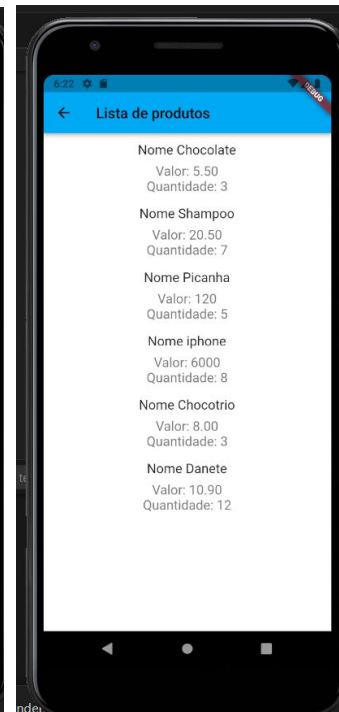 6:22
DEBUG
Lista de produtos
Nome Chocolate
Valor: 5.50
Quantidade: 3
Nome Shampoo
Valor: 20.50
Quantidade: 7
Nome Picanha
Valor: 120
Quantidade: 5
Nome iphone
Valor: 6000
Quantidade: 8
Nome Chocotrio
Valor: 8.00
Quantidade: 3
Nome Danete
Valor: 10.90
Quantidade: 12